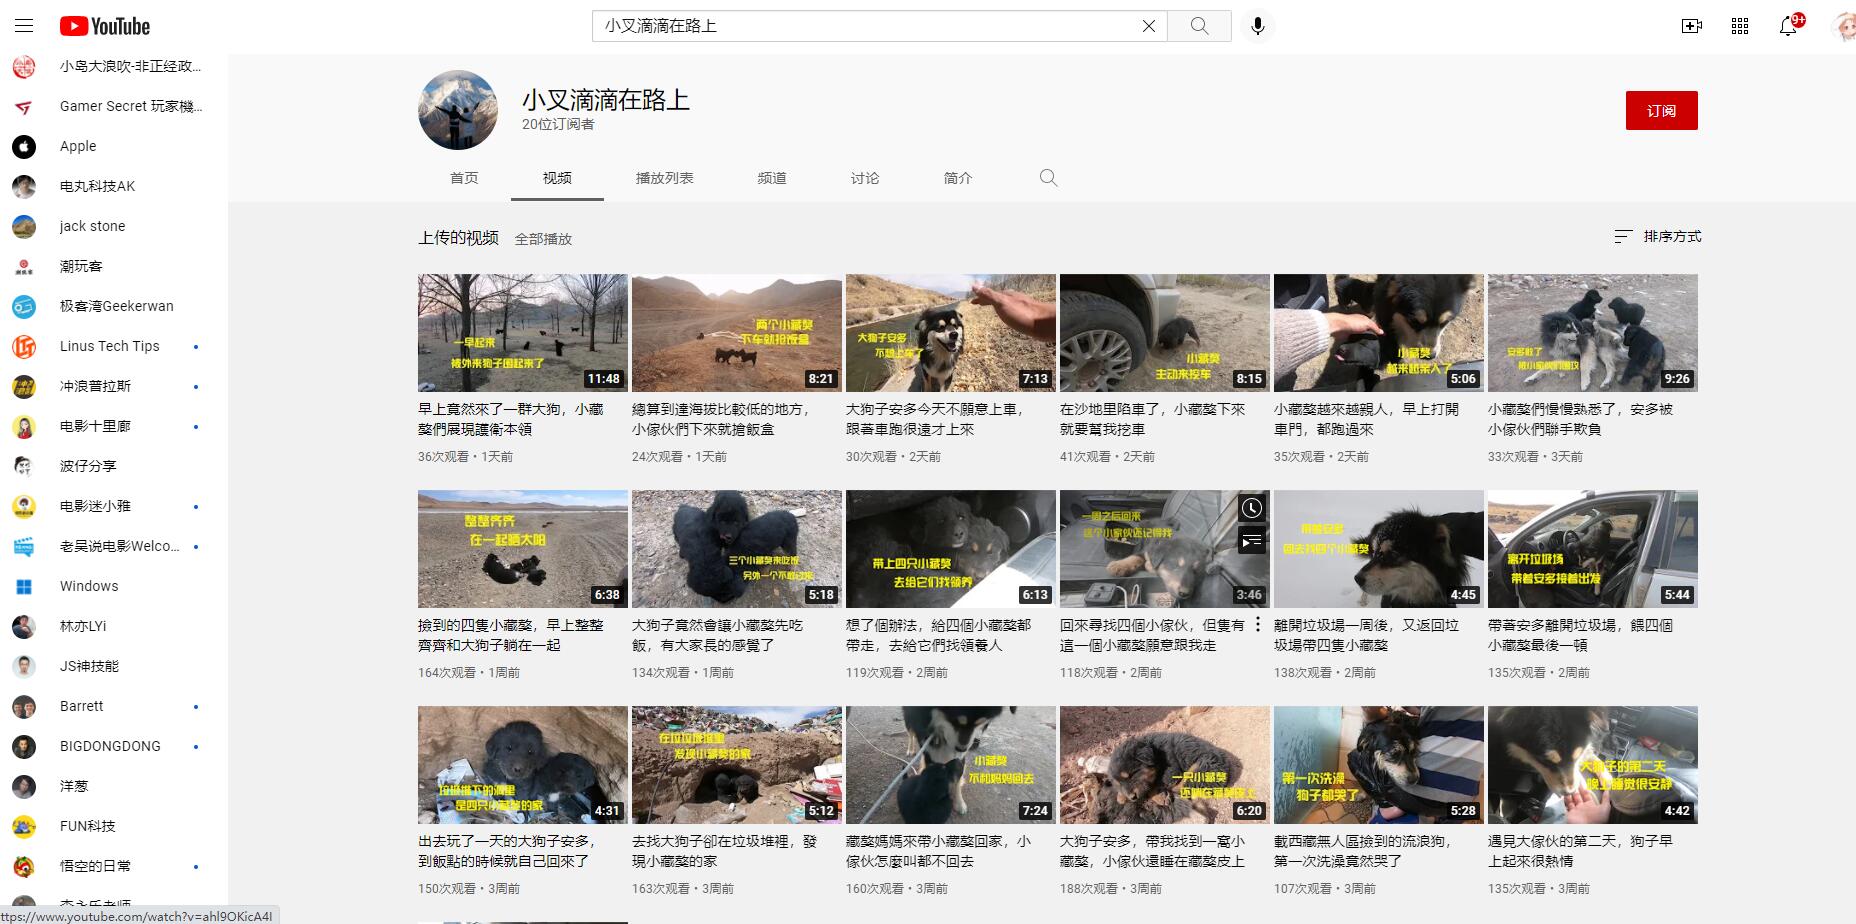 YouTube
小叉滴滴在路上
9+
小岛大浪吹-非正经政...
Gamer Secret 玩家機...
Apple
电丸科技AK
jack stone
潮玩客
极客湾Geekerwan
Linus Tech Tips
冲浪普拉斯
电影十里廊
波仔分享
电影迷小雅
老吴说电影Welco...
Windows
林亦LYi
JS神技能
Barrett
BIGDONGDONG
洋葱
FUN科技
悟空的日常
小叉滴滴在路上
20位订阅者
订阅
首页
视频
播放列表
频道
讨论
简介
上传的视频
全部播放
排序方式
一早起来
被外来狗子围起来了
11:48
早上竟然來了一群大狗，小藏
獒們展現護衛本領
36次观看 • 1天前
两个小藏獒
下车就抢饭盒
8:21
總算到達海拔比較低的地方，
小傢伙們下來就搶飯盒
24次观看 • 1天前
大狗子安多
不想上车了
7:13
大狗子安多今天不願意上車，
跟著車跑很遠才上來
30次观看 • 2天前
小藏獒
主动来挖车
8:15
在沙地里陷車了，小藏獒下來
就要幫我挖車
41次观看 • 2天前
小藏獒
越来越亲人了
5:06
小藏獒越來越親人，早上打開
車門，都跑過來
35次观看 • 2天前
9:26
小藏獒們慢慢熟悉了，安多被
小傢伙們聯手欺負
33次观看 • 3天前
整整齐齐
在一起晒太阳
6:38
撿到的四隻小藏獒，早上整整
齊齊和大狗子躺在一起
164次观看 • 1周前
三个小藏獒来吃饭
另外一个不敢过来
5:18
大狗子竟然會讓小藏獒先吃
飯，有大家長的感覺了
134次观看 • 1周前
带上四只小藏獒
去给它们找领养
6:13
想了個辦法，給四個小藏獒都
帶走，去給它們找領養人
119次观看 • 2周前
一周之后回来
这个小家伙还记得我
3:46
回來尋找四個小傢伙，但隻有
這一個小藏獒願意跟我走
118次观看 • 2周前
带着安多
回去找四个小藏獒
4:45
離開垃圾場一周後，又返回垃
圾場帶四隻小藏獒
138次观看 • 2周前
离开垃圾场
带着安多接着出发
5:44
帶著安多離開垃圾場，餵四個
小藏獒最後一頓
135次观看 • 2周前
垃圾堆下的洞里
是四只小藏獒的家
4:31
出去玩了一天的大狗子安多，
到飯點的時候就自己回來了
150次观看 • 3周前
在垃圾堆里
发现小藏獒的家
5:12
去找大狗子卻在垃圾堆裡，發
現小藏獒的家
163次观看 • 3周前
小藏獒
不和妈妈回去
7:24
藏獒媽媽來帶小藏獒回家，小
傢伙怎麼叫都不回去
160次观看 • 3周前
一只小藏獒
还睡在藏獒皮上
6:20
大狗子安多，帶我找到一窩小
藏獒，小傢伙還睡在藏獒皮上
188次观看 • 3周前
第一次洗澡
狗子都哭了
5:28
載西藏無人區撿到的流浪狗，
第一次洗澡竟然哭了
107次观看 • 3周前
大狗子的第二天
晚上睡觉很安静
4:42
遇見大傢伙的第二天，狗子早
上起來很熱情
135次观看 • 3周前
ttps://www.youtube.com/watch?v=ahl9OKicA4I